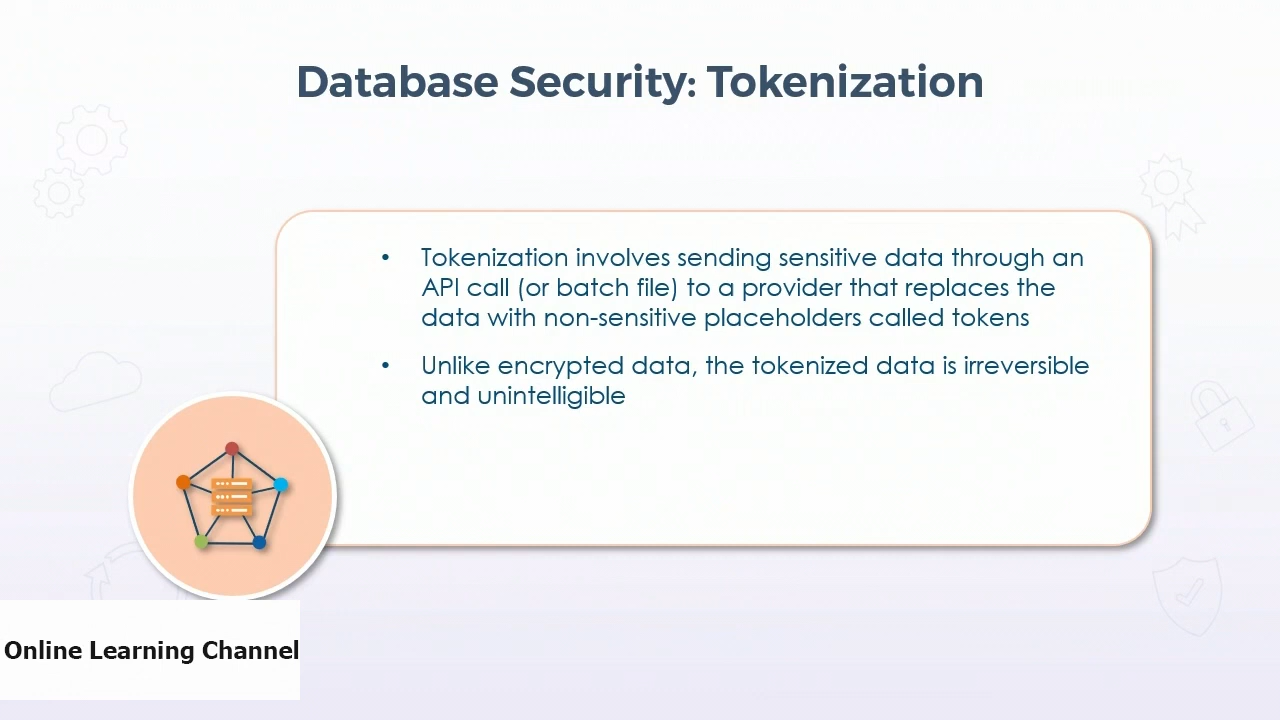 Database Security: Tokenization
• Tokenization involves sending sensitive data through an
API call (or batch file) to a provider that replaces the
data with non-sensitive placeholders called tokens
• Unlike encrypted data, the tokenized data is irreversible
and unintelligible
Online Learning Channel